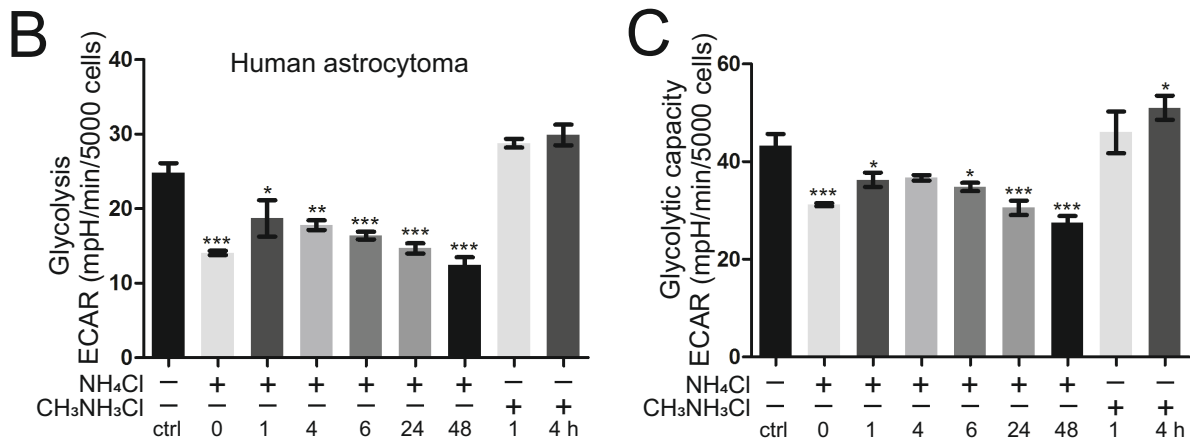 B
Human astrocytoma
Glycolysis
ECAR (mpH/min/5000 cells)
40
30
20
10
0
*** * ** *** *** ***
NH₄Cl − + + + + + + − −
CH₃NH₃Cl − − − − − − − + +
ctrl 0 1 4 6 24 48 1 4 h
C
Glycolytic capacity
ECAR (mpH/min/5000 cells)
60
40
20
0
*** * * *** *** *
NH₄Cl − + + + + + + − −
CH₃NH₃Cl − − − − − − − + +
ctrl 0 1 4 6 24 48 1 4 h